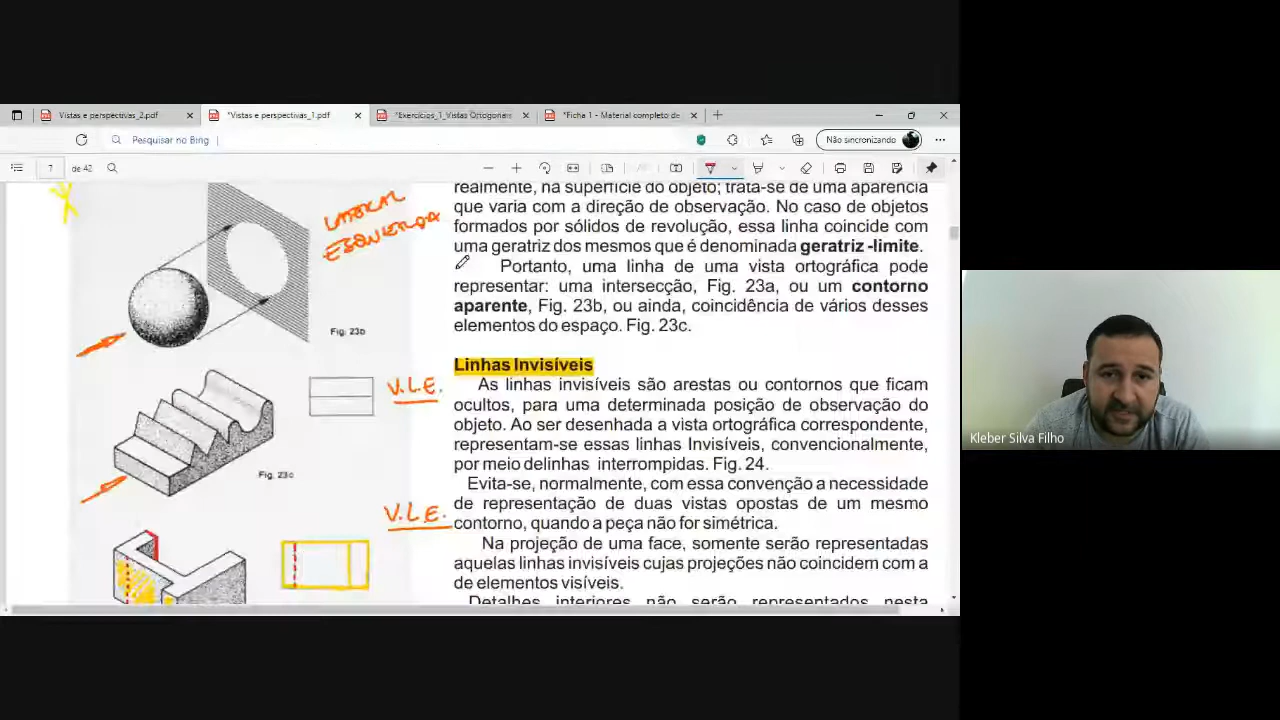 Vistas e perspectivas_2.pdf
*Vistas e perspectivas_1.pdf
*Exercícios_1_Vistas Ortogonais
*Ficha 1 - Material completo de
Pesquisar no Bing
Não sincronizando
7 de 42
LATERAL
ESQUERDA
Fig. 23b
V.L.E.
Fig. 23c
V.L.E.
realmente, na superfície do objeto; trata-se de uma aparência
que varia com a direção de observação. No caso de objetos
formados por sólidos de revolução, essa linha coincide com
uma geratriz dos mesmos que é denominada geratriz -limite.
Portanto, uma linha de uma vista ortográfica pode
representar: uma intersecção, Fig. 23a, ou um contorno
aparente, Fig. 23b, ou ainda, coincidência de vários desses
elementos do espaço. Fig. 23c.
Linhas Invisíveis
As linhas invisíveis são arestas ou contornos que ficam
ocultos, para uma determinada posição de observação do
objeto. Ao ser desenhada a vista ortográfica correspondente,
representam-se essas linhas Invisíveis, convencionalmente,
por meio delinhas interrompidas. Fig. 24.
Evita-se, normalmente, com essa convenção a necessidade
de representação de duas vistas opostas de um mesmo
contorno, quando a peça não for simétrica.
Na projeção de uma face, somente serão representadas
aquelas linhas invisíveis cujas projeções não coincidem com a
de elementos visíveis.
Detalhes interiores não serão representados nesta
Kleber Silva Filho